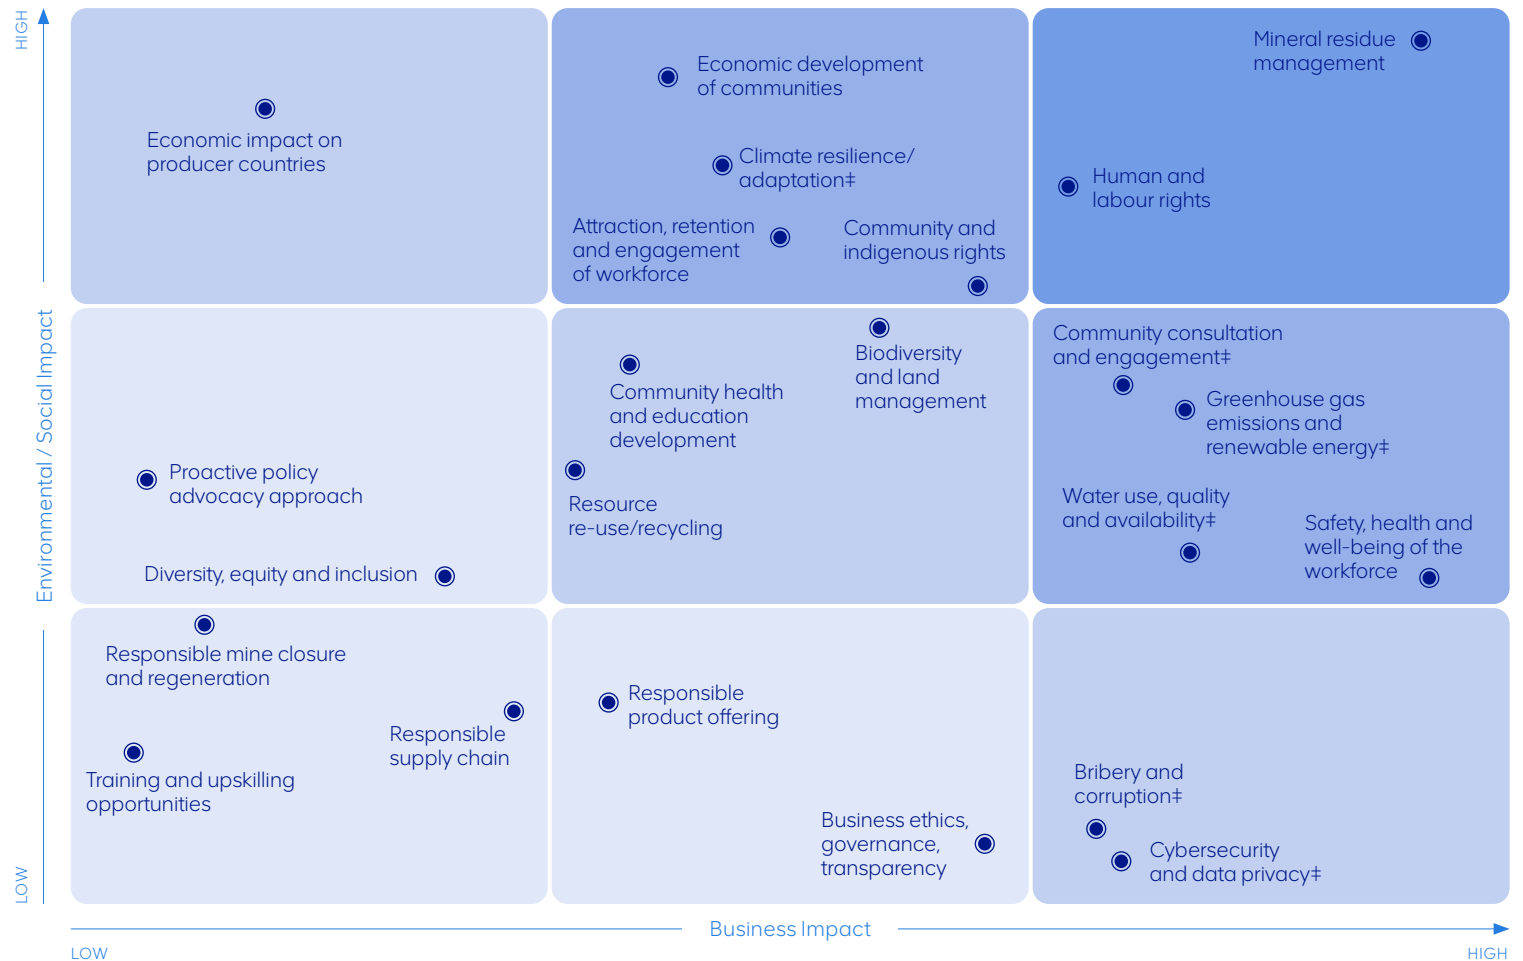 HIGH
Mineral residue
management
Economic development
of communities
Economic impact on
producer countries
Climate resilience/
adaptation‡
Human and
labour rights
Attraction, retention
and engagement
of workforce
Community and
indigenous rights
Environmental / Social Impact
Community consultation
and engagement‡
Biodiversity
and land
management
Community health
and education
development
Greenhouse gas
emissions and
renewable energy‡
Proactive policy
advocacy approach
Resource
re-use/recycling
Water use, quality
and availability‡
Safety, health and
well-being of the
workforce
Diversity, equity and inclusion
Responsible mine closure
and regeneration
Responsible
supply chain
Responsible
product offering
Training and upskilling
opportunities
Bribery and
corruption‡
Business ethics,
governance,
transparency
Cybersecurity
and data privacy‡
LOW
Business Impact
LOW
HIGH